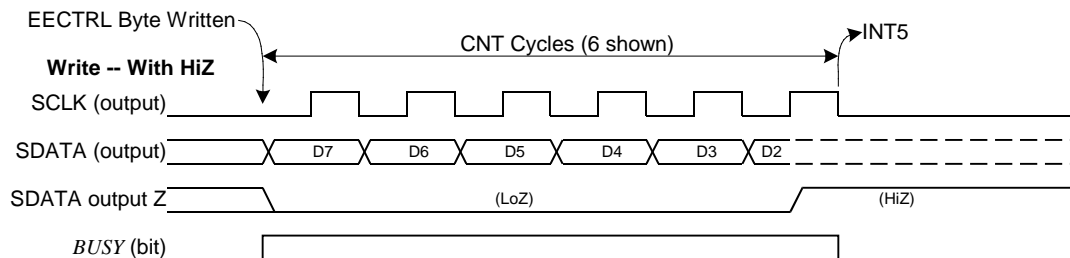 EECTRL Byte Written
CNT Cycles (6 shown)
INT5
Write -- With HiZ
SCLK (output)
SDATA (output) D7 D6 D5 D4 D3 D2
SDATA output Z (LoZ) (HiZ)
BUSY (bit)